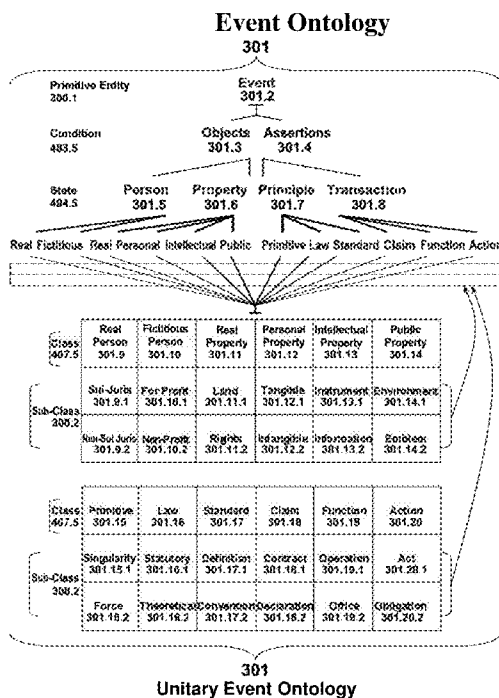 Event Ontology
301
Primitive Entity
Event
301.2
Condition
483.5
Objects Assertions
301.3 301.4
State
494.5
Person Property Principle Transaction
301.5 301.6 301.7 301.8
Real Fictitious Real Personal Intellectual Public Primitive Law Standard Claim Function Action
Class
407.5
Real Person Fictitious Person Real Property Personal Property Intellectual Property Public Property
301.9 301.10 301.11 301.12 301.13 301.14
Sub-Class
Sui-Juris For Profit Land Tangible Instrument Environment
301.9.1 301.10.1 301.11.1 301.12.1 301.13.1 301.14.1
Non-Sui Juris Non-Profit Rights Intangible Information
301.9.2 301.10.2 301.11.2 301.12.2 301.13.2 301.14.2
Class
407.5
Primitive Law Standard Claim Function Action
301.15 301.16 301.17 301.18 301.19 301.20
Sub-Class
Singularity Statutory Definition Contract Operation Act
301.15.1 301.16.1 301.17.1 301.18.1 301.19.1 301.20.1
Force Theoretical Convention Declaration Office Obligation
301.15.2 301.16.2 301.17.2 301.18.2 301.19.2 301.20.2
301
Unitary Event Ontology